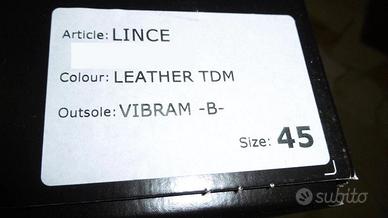 Article: LINCE
Colour: LEATHER TDM
Outsole: VIBRAM -B-
Size: 45
subito